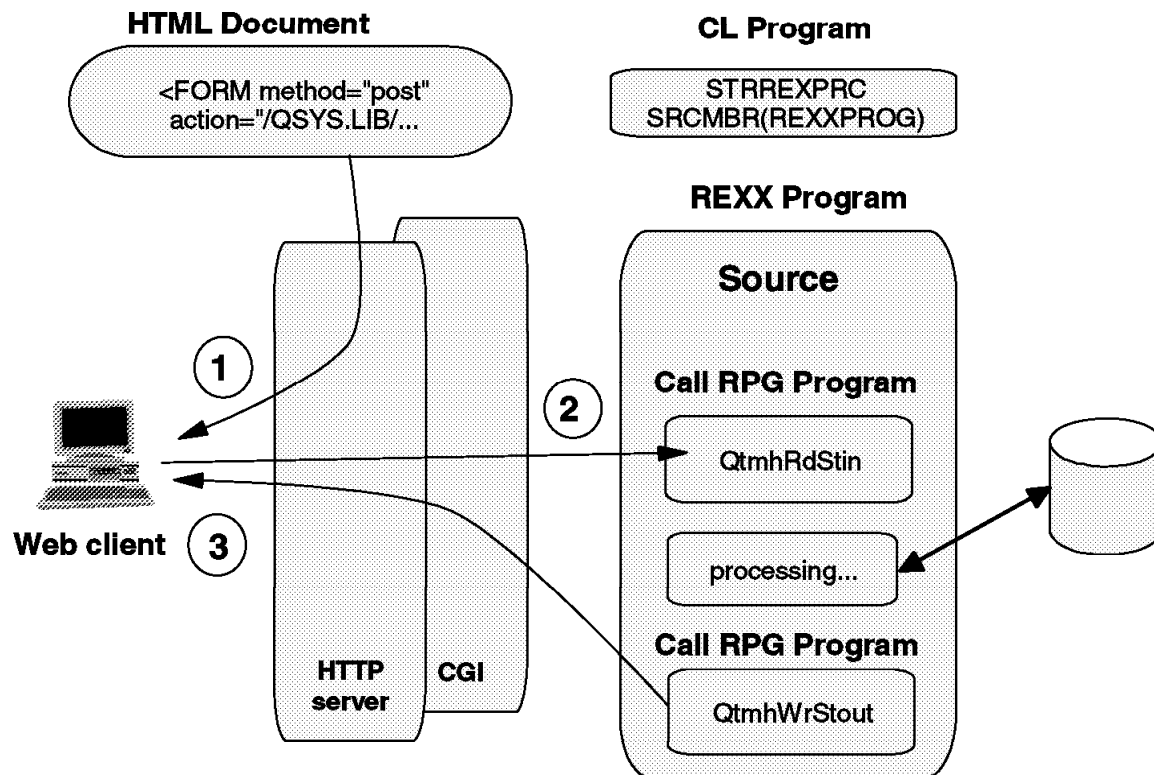 HTML Document
<FORM method="post"
action="/QSYS.LIB/...
CL Program
STRREXPRC
SRCMBR(REXXPROG)
REXX Program
Source
1
2
Call RPG Program
QtmhRdStin
Web client
3
processing...
Call RPG Program
HTTP
server
CGI
QtmhWrStout